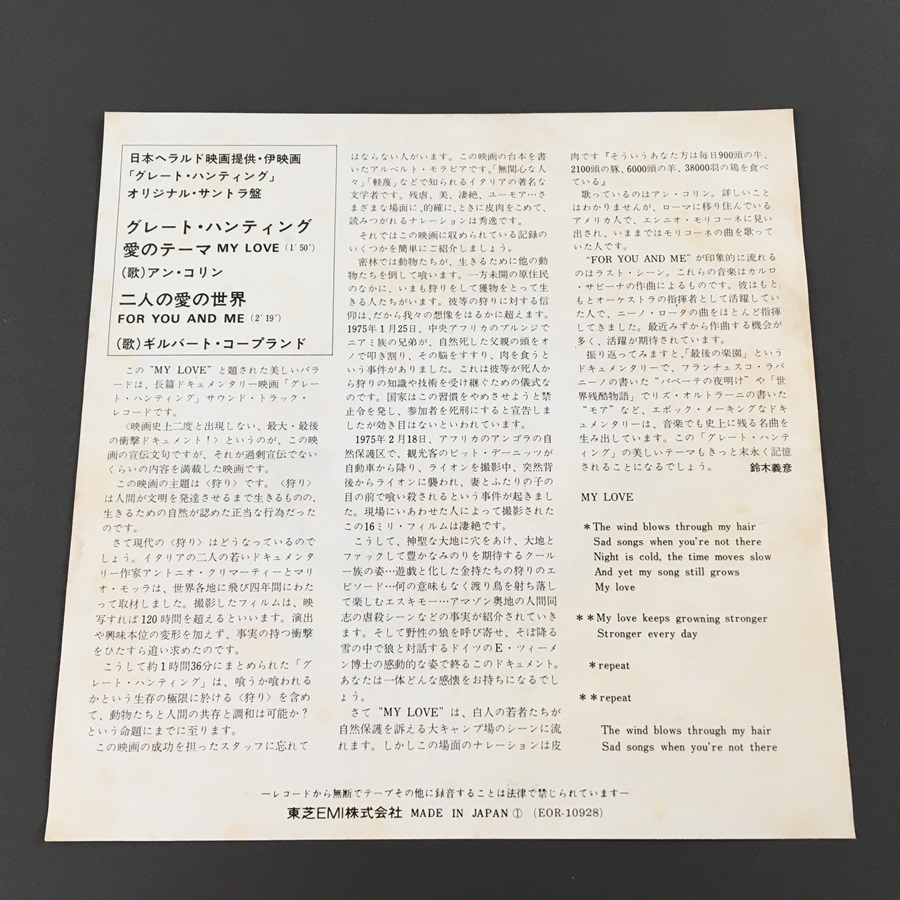 日本ヘラルド映画提供・伊映画
「グレート・ハンティング」
オリジナル・サントラ盤
グレート・ハンティング
愛のテーマ MY LOVE (1′50″)
(歌)アン・コリン
二人の愛の世界
FOR YOU AND ME (2′19″)
(歌)ギルバート・コープランド
この“MY LOVE”と題された美しいバラ
ードは、長篇ドキュメンタリー映画「グレー
ト・ハンティング」サウンド・トラック・
レコードです。
〈映画史上二度と出現しない、最大・最後
の衝撃ドキュメント!〉というのが、この映
画の宣伝文句ですが、それが過剰宣伝でない
くらいの内容を満載した映画です。
この映画の主題は〈狩り〉です。〈狩り〉
は人間が文明を発達させるまで生きるものの、
生きるための自然が認めた正当な行為だった
のです。
さて現代の〈狩り〉はどうなっているので
しょう。イタリアの二人の若いドキュメンタ
リー作家アントニオ・クリマーティーとマリ
オ・モッラは、世界各地に飛び四年間にわた
って取材しました。撮影したフィルムは、映
写すれば120時間を超えるといいます。演出
や興味本位の変形を加えず、事実の持つ衝撃
をひたすら追い求めたのです。
こうして約1時間36分にまとめられた「グ
レート・ハンティング」は、喰うか喰われる
かという生存の極限に於ける〈狩り〉を含め
て、動物たちと人間の共存と調和は可能か?
という命題にまでに至ります。
この映画の成功を担ったスタッフに忘れて
はならない人がいます。この映画の台本を書
いたアルベルト・モラビアです。「無関心な人
々」「軽蔑」などで知られるイタリアの著名な
文学者です。残虐、美、凄絶、ユーモア…さ
まざまな場面に、的確に、ときに皮肉をこめて、
読みつがれるナレーションは秀逸です。
それではこの映画に収められている記録の
いくつかを簡単にご紹介しましょう。
密林では動物たちが、生きるために他の動
物たちを倒して喰います。一方未開の原住民
のなかに、いまも狩りをして獲物をとって生
きる人たちがいます。彼等の狩りに対する信
仰は、だから我々の想像をはるかに超えます。
1975年1月25日、中央アフリカのブルンジで
ニアミ族の兄弟が、自然死した父親の頭をオ
ノで叩き割り、その脳をすすり、肉を食うと
いう事件がありました。これは彼等が死人か
ら狩りの知識や技術を受け継ぐための儀式な
のです。国家はこの習慣をやめさせようと禁
止令を発し、参加者を死刑にすると宣告しま
したが効き目はないといわれています。
1975年2月18日、アフリカのアンゴラの自然
保護区で、観光客のピット・デーニッツが
自動車から降り、ライオンを撮影中、突然背
後からライオンに襲われ、妻とふたりの子の
目の前で喰い殺されるという事件が起きまし
た。現場にいあわせた人によって撮影された
この16ミリ・フィルムは凄絶です。
こうして、神聖な大地に穴をあけ、大地と
ファックして豊かなみのりを期待するクール
一族の姿…遊戯と化した金持たちの狩りのエ
ピソード…何の意味もなく渡り鳥を射ち落し
て楽しむエスキモー…アマゾン奥地の人間同
志の虐殺シーンなどの事実が紹介されていき
ます。そして野性の狼を呼び寄せ、そぼ降る
雪の中で狼と対話するドイツのE・ツィーメ
ン博士の感動的な姿で終るこのドキュメント。
あなたは一体どんな感懐をお持ちになるでしょ
う。
さて“MY LOVE”は、白人の若者たちが
自然保護を訴える大キャンプ場のシーンに流
れます。しかしこの場面のナレーションは皮
肉です『そういうあなた方は毎日900頭の牛、
2100頭の豚、6000頭の羊、38000羽の鶏を食べ
ている』
歌っているのはアン・コリン。詳しいこと
はわかりませんが、ローマに移り住んでいる
アメリカ人で、エンニオ・モリコーネに見い
出され、いままではモリコーネの曲を歌って
いた人です。
“FOR YOU AND ME”が印象的に流れる
のはラスト・シーン。これらの音楽はカルロ
・サビーナの作曲によるものです。彼はもと
もとオーケストラの指揮者として活躍してい
た人で、ニーノ・ロータの曲をほとんど指揮
してきました。最近みずから作曲する機会が
多く、活躍が期待されています。
振り返ってみますと、「最後の楽園」という
ドキュメンタリーで、フランチェスコ・ラバ
ニーノの書いた“パペーテの夜明け”や「世
界残酷物語」でリズ・オルトラーニの書いた
“モア”など、エポック・メーキングなドキ
ュメンタリーは、音楽でも史上に残る名曲を
生み出しています。この「グレート・ハンテ
ィング」の美しいテーマもきっと末永く記憶
されることになるでしょう。 鈴木義彦
MY LOVE
*The wind blows through my hair
Sad songs when you're not there
Night is cold, the time moves slow
And yet my song still grows
My love
**My love keeps growning stronger
Stronger every day
*repeat
**repeat
The wind blows through my hair
Sad songs when you're not there
―レコードから無断でテープその他に録音することは法律で禁じられています―
東芝EMI株式会社 MADE IN JAPAN ① (EOR-10928)